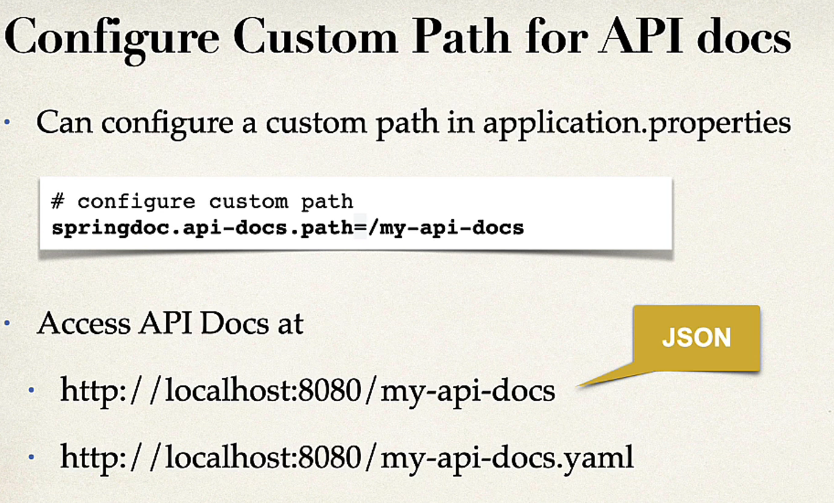 Configure Custom Path for API docs
• Can configure a custom path in application.properties
# configure custom path
springdoc.api-docs.path=/my-api-docs
• Access API Docs at
JSON
• http://localhost:8080/my-api-docs
• http://localhost:8080/my-api-docs.yaml